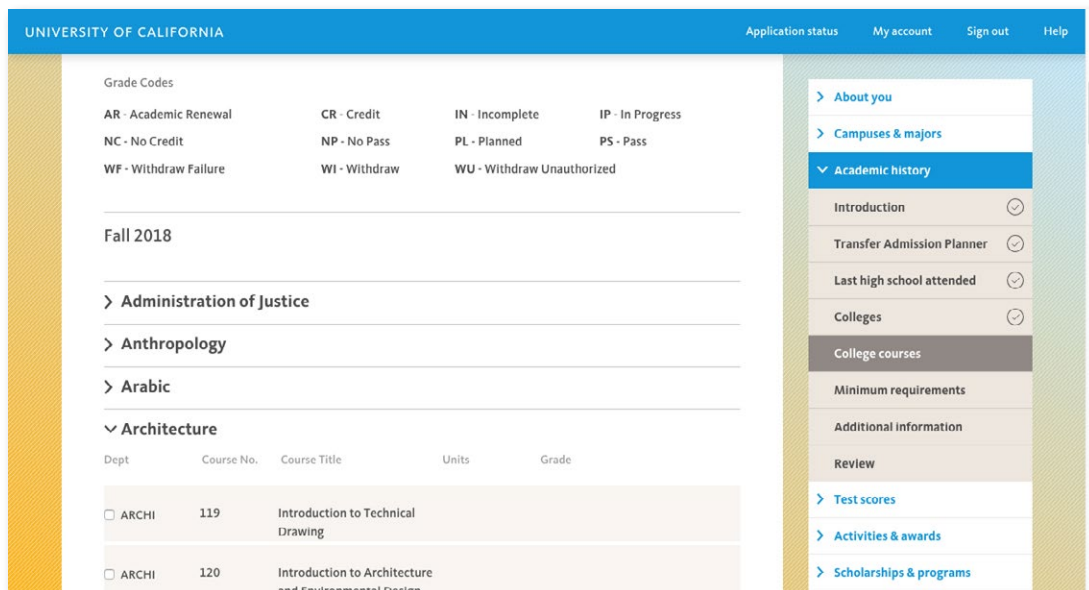 UNIVERSITY OF CALIFORNIA
Application status My account Sign out Help
Grade Codes
AR - Academic Renewal CR - Credit IN - Incomplete IP - In Progress
NC - No Credit NP - No Pass PL - Planned PS - Pass
WF - Withdraw Failure WI - Withdraw WU - Withdraw Unauthorized
Fall 2018
Administration of Justice
Anthropology
Arabic
Architecture
Dept Course No. Course Title Units Grade
ARCHI 119 Introduction to Technical
Drawing
ARCHI 120 Introduction to Architecture
and Environmental Design
About you
Campuses & majors
Academic history
Introduction
Transfer Admission Planner
Last high school attended
Colleges
College courses
Minimum requirements
Additional information
Review
Test scores
Activities & awards
Scholarships & programs